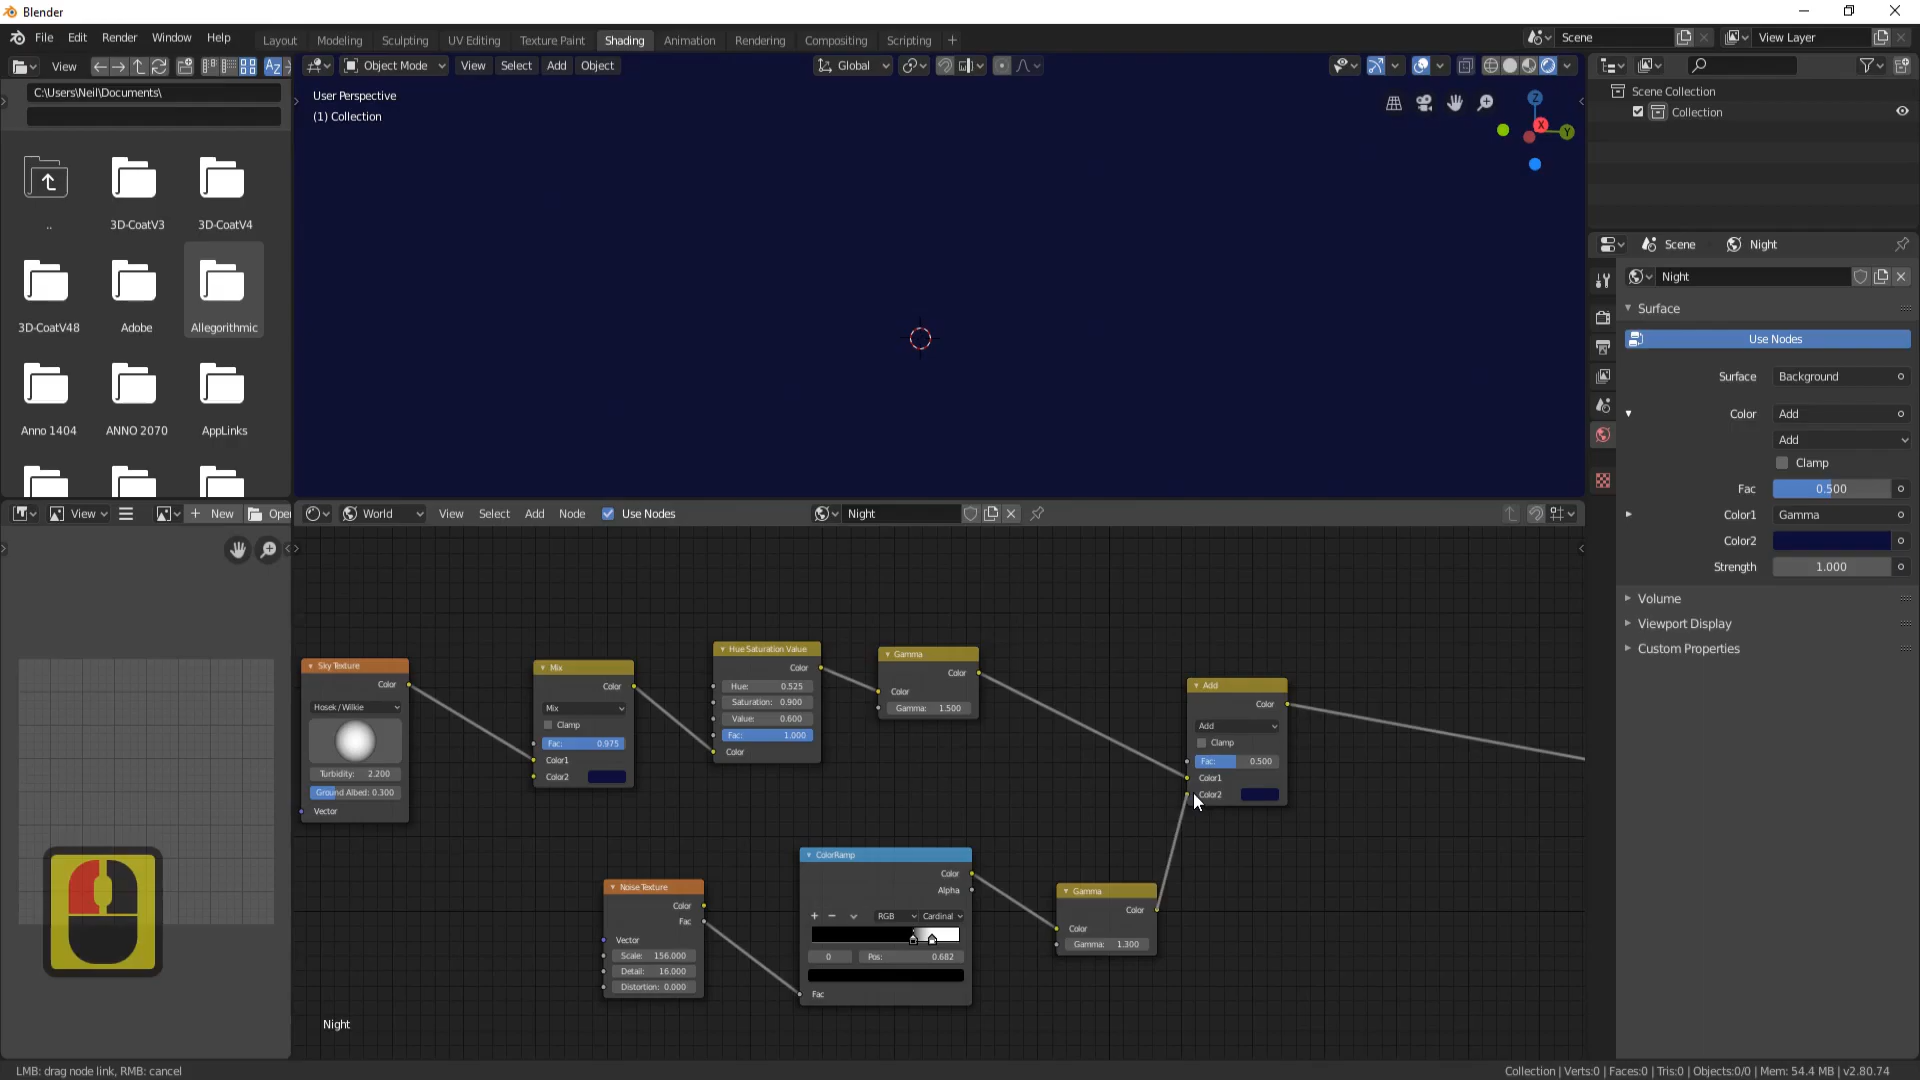 Blender
File Edit Render Window Help
Layout Modeling Sculpting UV Editing Texture Paint Shading Animation Rendering Compositing Scripting +
Scene
View Layer
View
Object Mode
View Select Add Object
Global
C:\Users\Neil\Documents\
User Perspective
(1) Collection
Z
X
Y
Scene Collection
Collection
..
3D-CoatV3
3D-CoatV4
3D-CoatV48
Adobe
Allegorithmic
Anno 1404
ANNO 2070
AppLinks
Scene
Night
Night
Surface
Use Nodes
Surface Background
Color Add
Add
Clamp
Fac 0.500
Color1 Gamma
Color2
Strength 1.000
Volume
Viewport Display
Custom Properties
View
New
Open
World
View Select Add Node Use Nodes
Night
Sky Texture
Color
Hosek / Wilkie
Turbidity: 2.200
Ground Albed: 0.300
Vector
Mix
Color
Mix
Clamp
Fac: 0.975
Color1
Color2
Hue Saturation Value
Color
Hue: 0.525
Saturation: 0.900
Value: 0.600
Fac: 1.000
Color
Gamma
Color
Color
Gamma: 1.500
Add
Color
Add
Clamp
Fac: 0.500
Color1
Color2
Noise Texture
Color
Fac
Vector
Scale: 156.000
Detail: 16.000
Distortion: 0.000
ColorRamp
Color
Alpha
+ − RGB Cardinal
0 Pos: 0.682
Fac
Gamma
Color
Color
Gamma: 1.300
Night
LMB: drag node link, RMB: cancel
Collection | Verts:0 | Faces:0 | Tris:0 | Objects:0/0 | Mem: 54.4 MB | v2.80.74